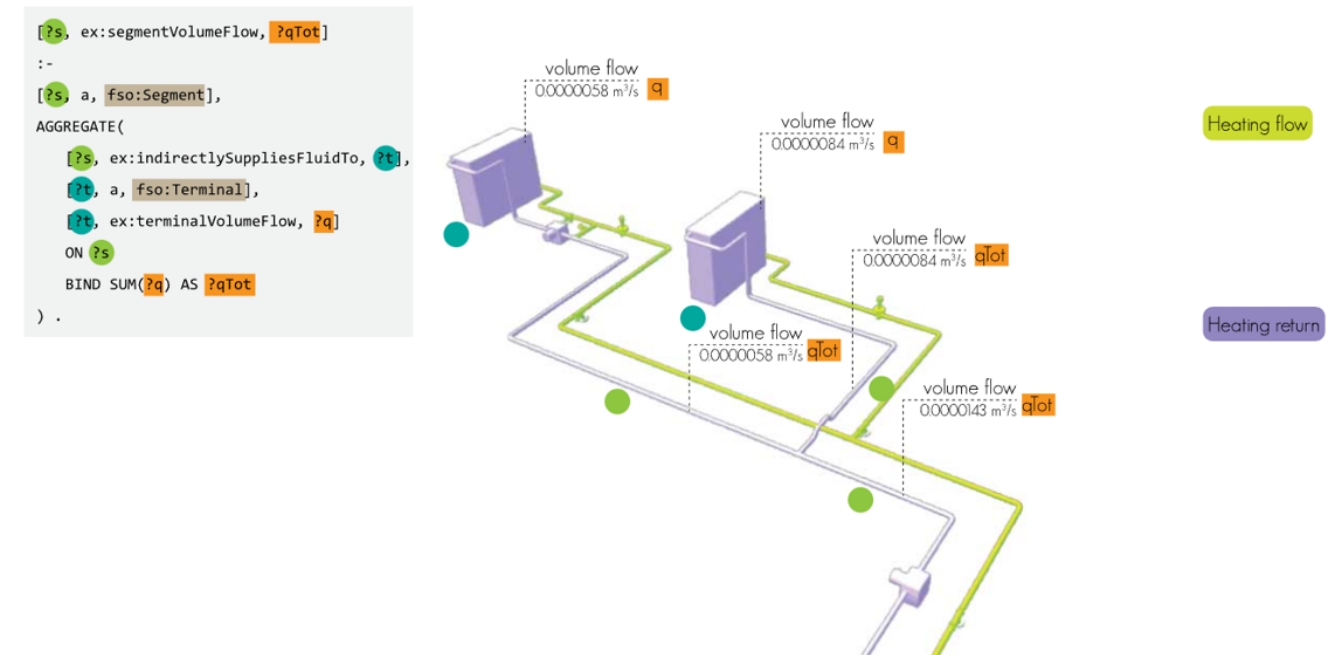 [?s, ex:segmentVolumeFlow, ?qTot]
:-
[?s, a, fso:Segment],
AGGREGATE(
[?s, ex:indirectlySuppliesFluidTo, ?t],
[?t, a, fso:Terminal],
[?t, ex:terminalVolumeFlow, ?q]
ON ?s
BIND SUM(?q) AS ?qTot
) .
volume flow
0.0000058 m³/s q
volume flow
0.0000084 m³/s q
volume flow
0.0000084 m³/s qTot
volume flow
0.0000058 m³/s qTot
volume flow
0.0000143 m³/s qTot
Heating flow
Heating return